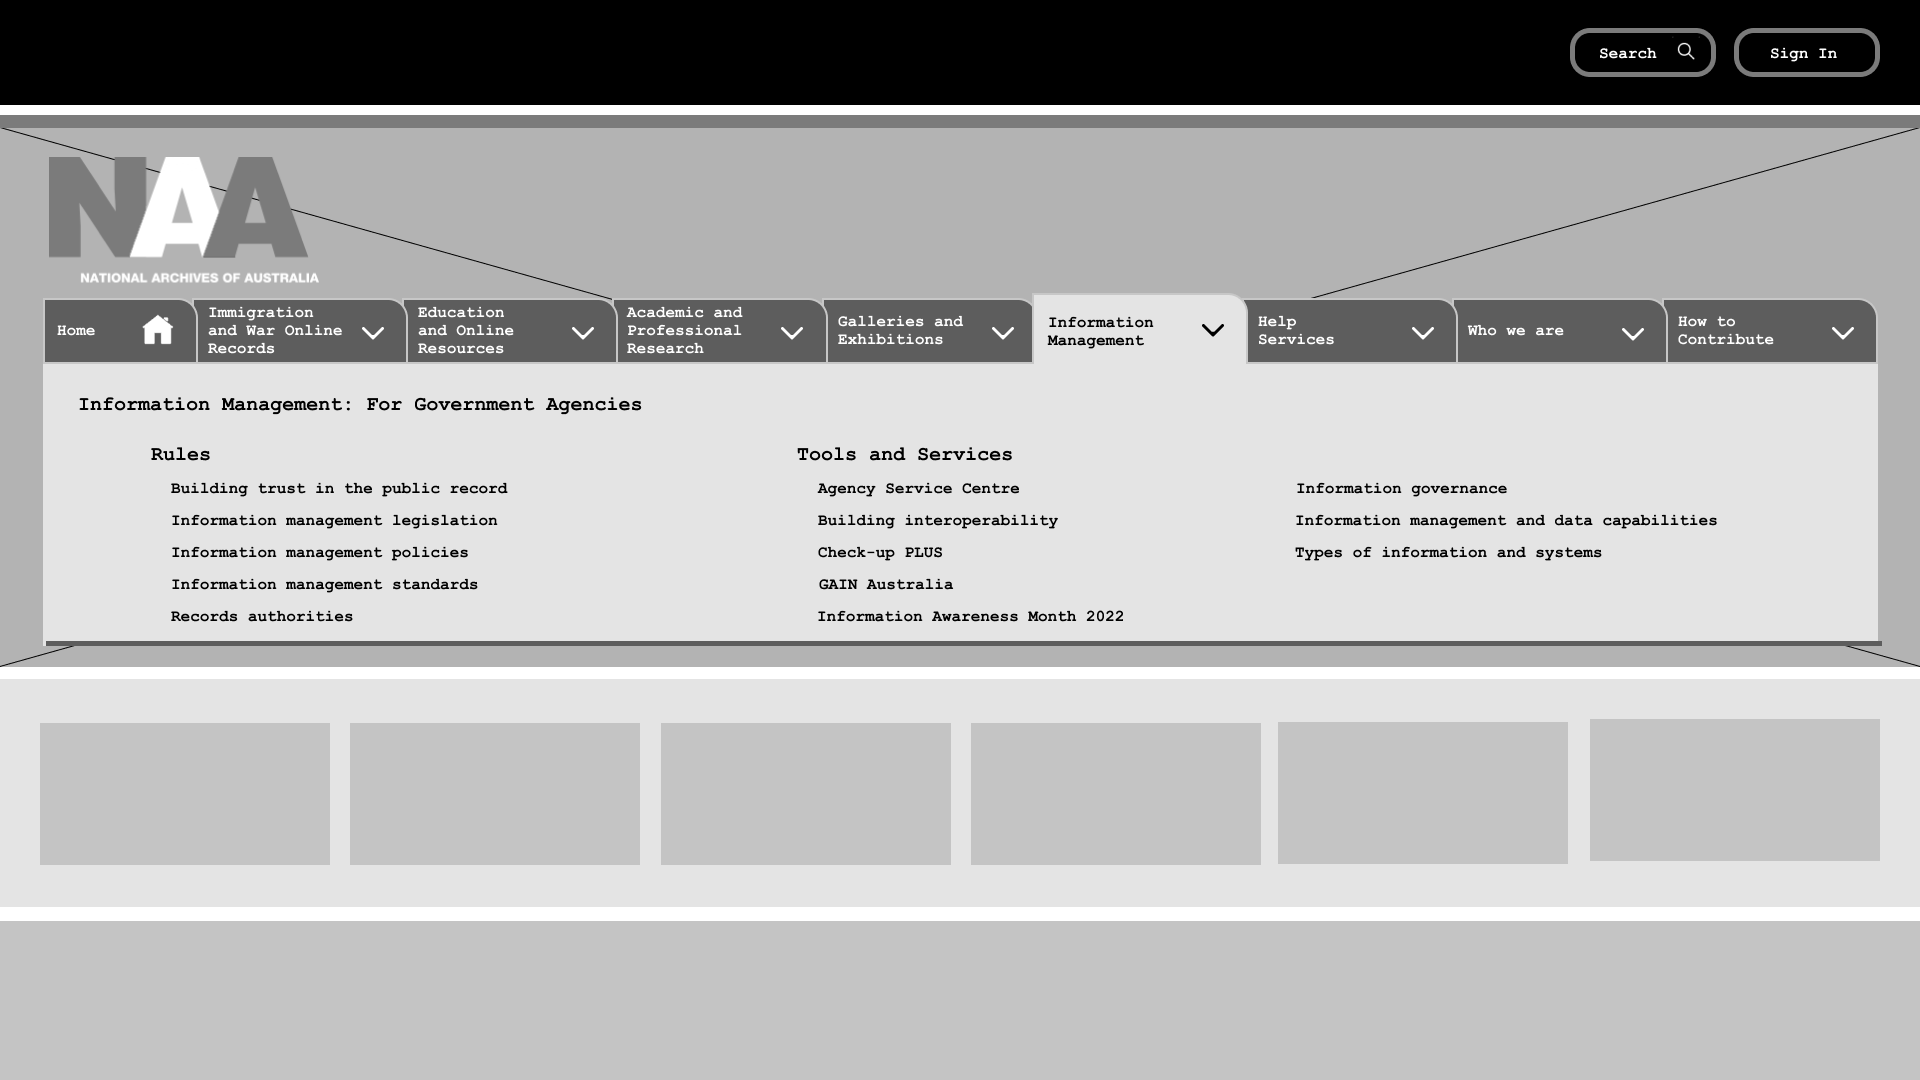 Search
Sign In
NAA
NATIONAL ARCHIVES OF AUSTRALIA
Home
Immigration
and War Online
Records
Education
and Online
Resources
Academic and
Professional
Research
Galleries and
Exhibitions
Information
Management
Help
Services
Who we are
How to
Contribute
Information Management: For Government Agencies
Rules
Building trust in the public record
Information management legislation
Information management policies
Information management standards
Records authorities
Tools and Services
Agency Service Centre
Building interoperability
Check-up PLUS
GAIN Australia
Information Awareness Month 2022
Information governance
Information management and data capabilities
Types of information and systems